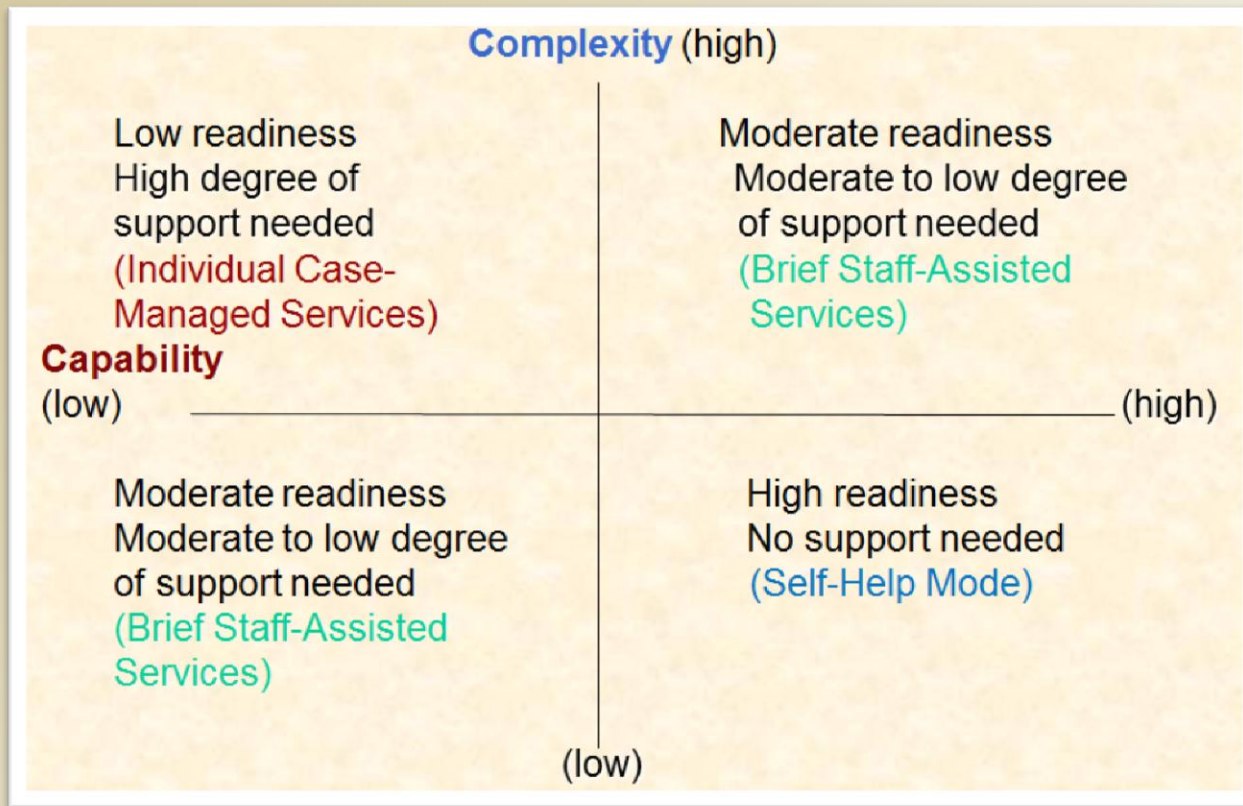 Complexity (high)
Low readiness
High degree of
support needed
(Individual Case-
Managed Services)
Moderate readiness
Moderate to low degree
of support needed
(Brief Staff-Assisted
Services)
Capability
(low)
(high)
Moderate readiness
Moderate to low degree
of support needed
(Brief Staff-Assisted
Services)
High readiness
No support needed
(Self-Help Mode)
(low)